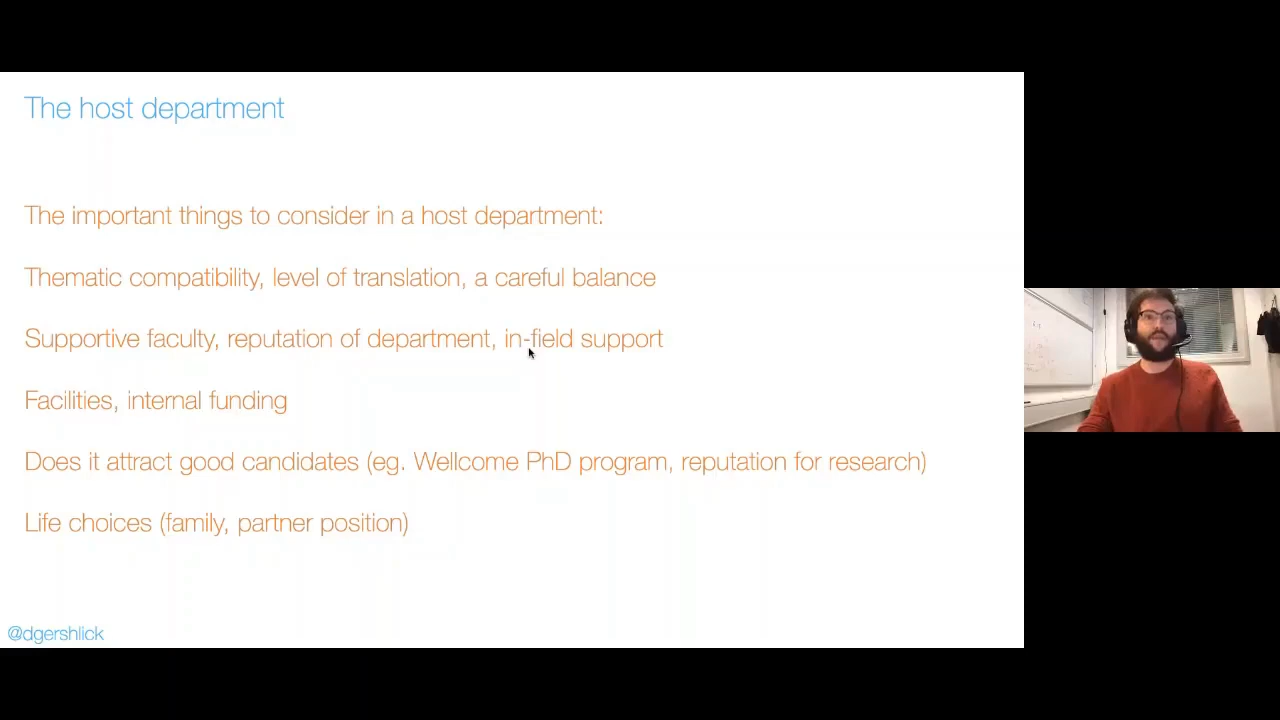 The host department
The important things to consider in a host department:
Thematic compatibility, level of translation, a careful balance
Supportive faculty, reputation of department, in-field support
Facilities, internal funding
Does it attract good candidates (eg. Wellcome PhD program, reputation for research)
Life choices (family, partner position)
@dgershlick